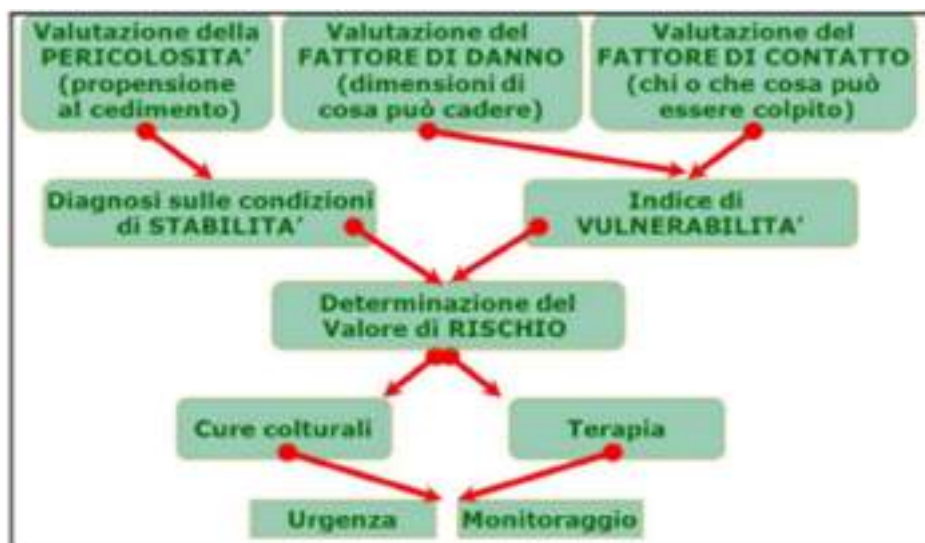 Valutazione della
PERICOLOSITA'
(propensione
al cedimento)
Valutazione del
FATTORE DI DANNO
(dimensioni di
cosa può cadere)
Valutazione del
FATTORE DI CONTATTO
(chi o che cosa può
essere colpito)
Diagnosi sulle condizioni
di STABILITA'
Indice di
VULNERABILITA'
Determinazione del
Valore di RISCHIO
Cure colturali
Terapia
Urgenza
Monitoraggio